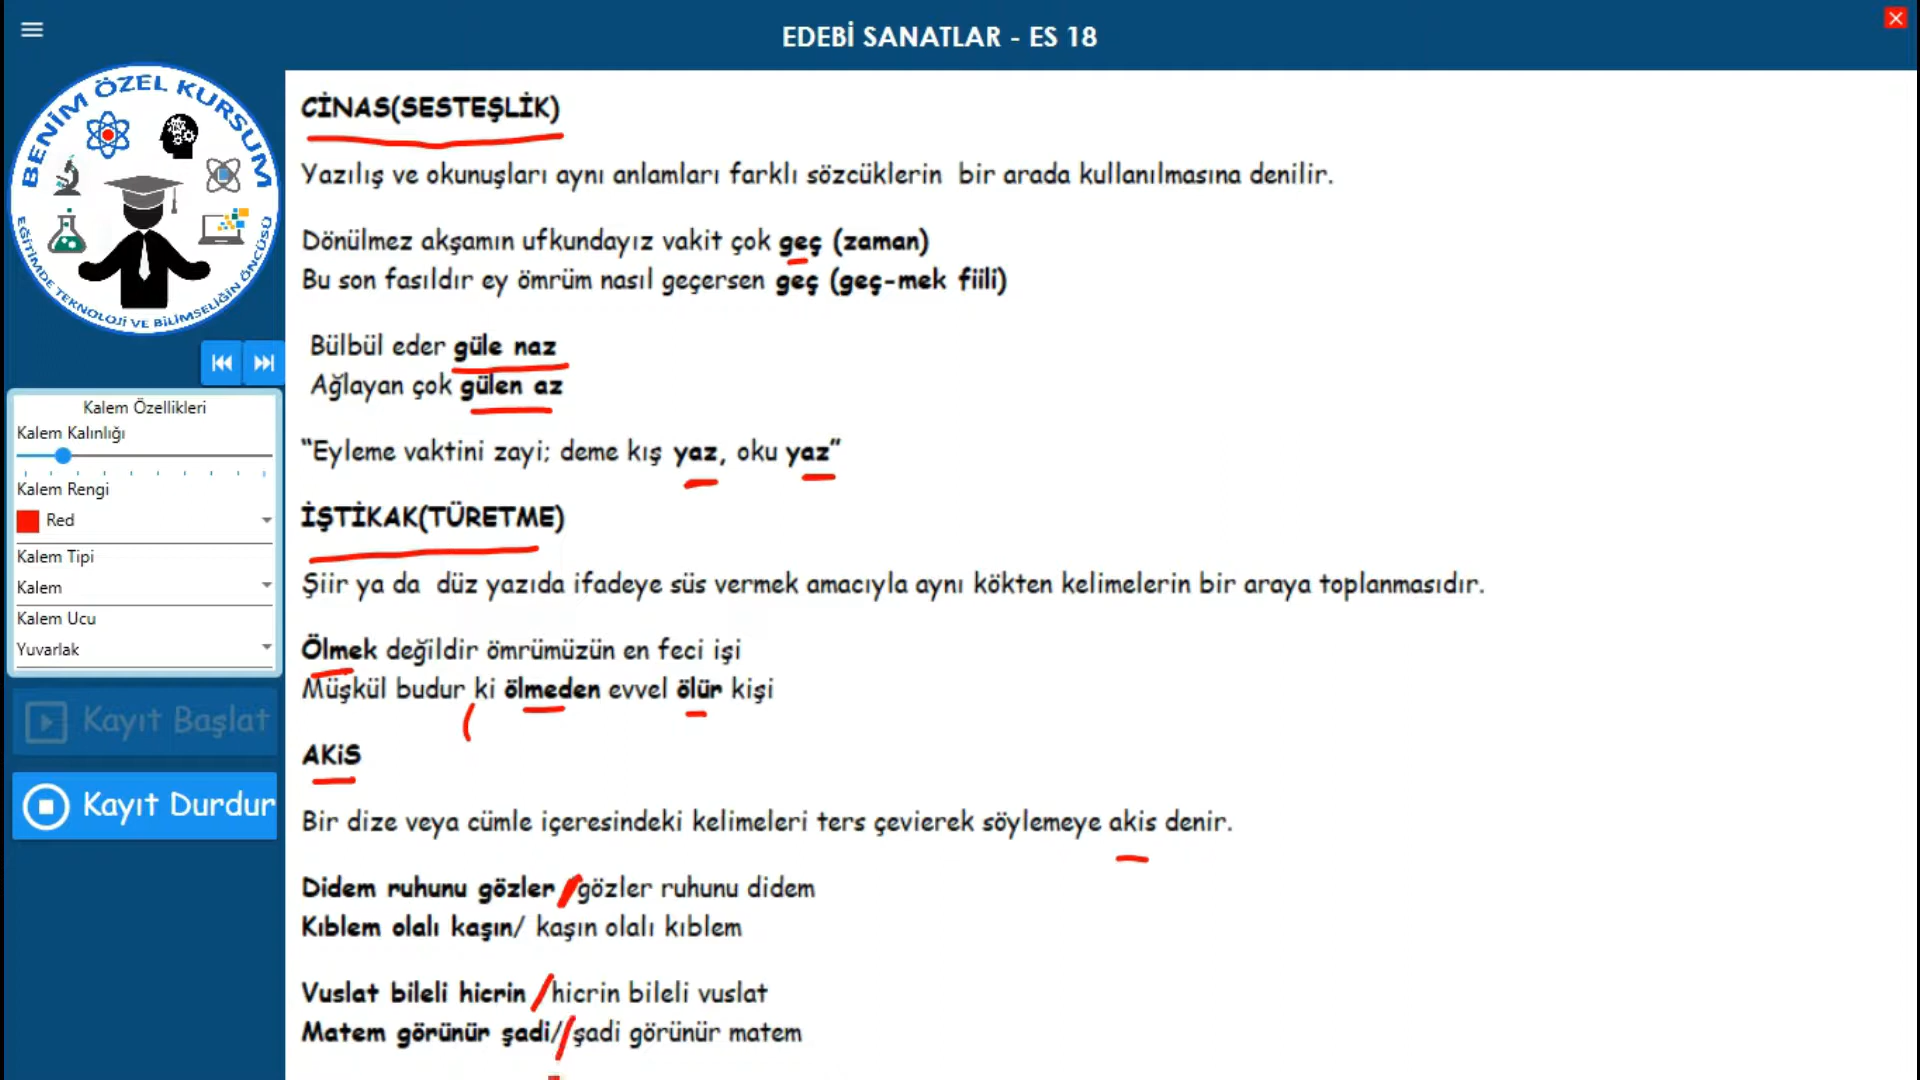 EDEBİ SANATLAR - ES 18
BENİM ÖZEL KURSUM
EĞİTİMDE TEKNOLOJİ VE BİLİMSELİĞİN ÖNCÜSÜ
Kalem Özellikleri
Kalem Kalınlığı
Kalem Rengi
Red
Kalem Tipi
Kalem
Kalem Ucu
Yuvarlak
Kayıt Başlat
Kayıt Durdur
CİNAS(SESTEŞLİK)
Yazılış ve okunuşları aynı anlamları farklı sözcüklerin bir arada kullanılmasına denilir.
Dönülmez akşamın ufkundayız vakit çok geç (zaman)
Bu son fasıldır ey ömrüm nasıl geçersen geç (geç-mek fiili)
Bülbül eder güle naz
Ağlayan çok gülen az
“Eyleme vaktini zayi; deme kış yaz, oku yaz”
İŞTİKAK(TÜRETME)
Şiir ya da düz yazıda ifadeye süs vermek amacıyla aynı kökten kelimelerin bir araya toplanmasıdır.
Ölmek değildir ömrümüzün en feci işi
Müşkül budur ki ölmeden evvel ölür kişi
AKiS
Bir dize veya cümle içeresindeki kelimeleri ters çevierek söylemeye akis denir.
Didem ruhunu gözler /gözler ruhunu didem
Kıblem olalı kaşın/ kaşın olalı kıblem
Vuslat bileli hicrin /hicrin bileli vuslat
Matem görünür şadi/ şadi görünür matem